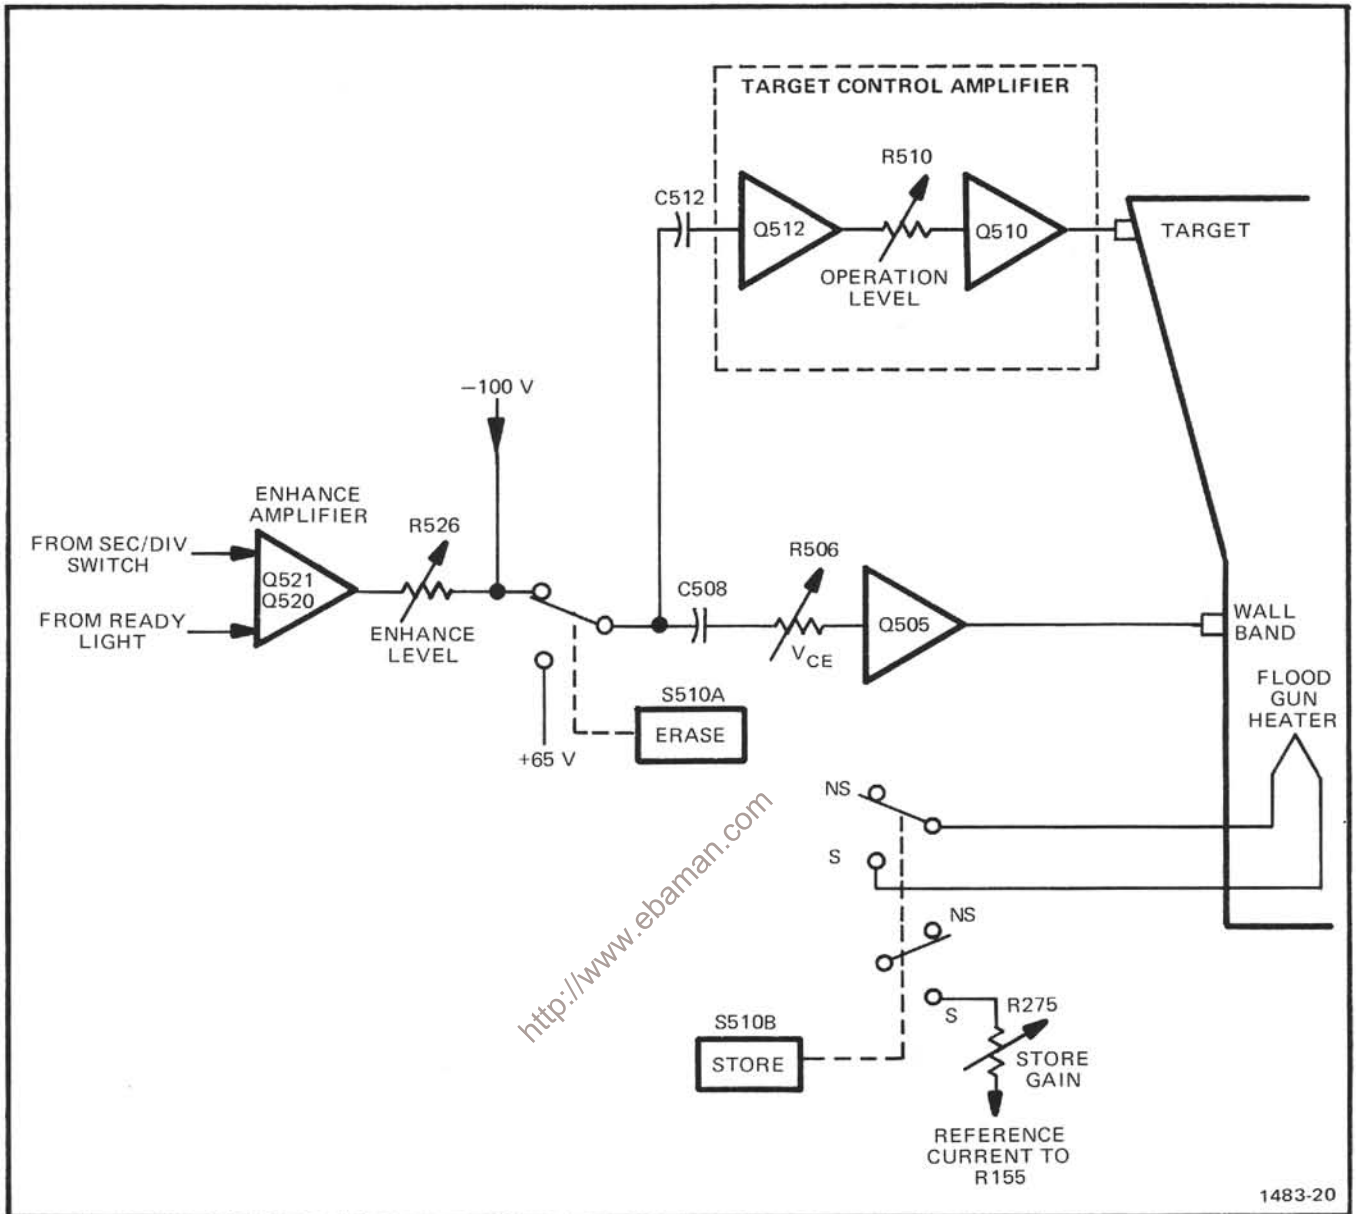 TARGET CONTROL AMPLIFIER
R510
C512
Q512
Q510
TARGET
OPERATION
LEVEL
−100 V
ENHANCE
AMPLIFIER
R526
FROM SEC/DIV
SWITCH
Q521
Q520
FROM READY
LIGHT
ENHANCE
LEVEL
R506
C508
Q505
VCE
WALL
BAND
S510A
ERASE
+65 V
FLOOD
GUN
HEATER
NS
S
NS
S
R275
STORE
GAIN
S510B
STORE
REFERENCE
CURRENT TO
R155
http://www.ebaman.com
1483-20